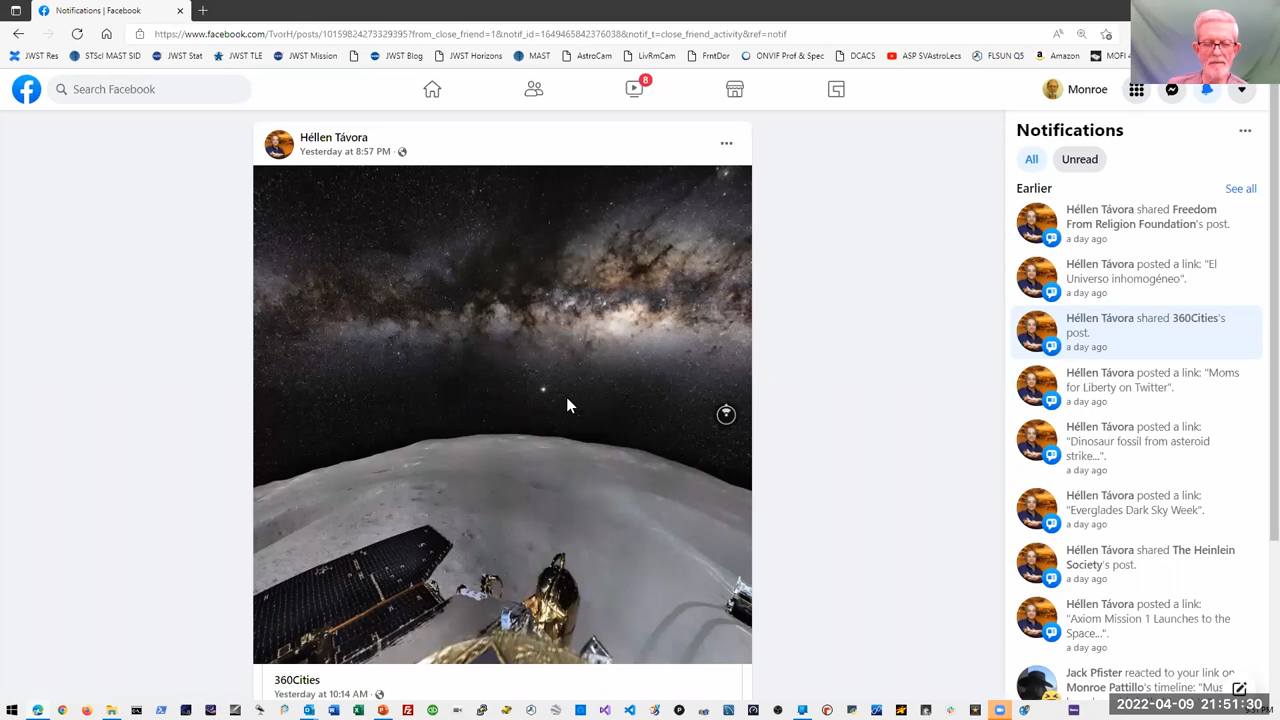 Notifications | Facebook
https://www.facebook.com/TvorH/posts/10159824273329395?from_close_friend=1&notif_id=1649465842376038&notif_t=close_friend_activity&ref=notif
JWST Exposures STScI MAST SID JWST Stat JWST TLE JWST Mission JWST Blog JWST Horizons MAST AstroCam LivRmCam FrntDor ONVIF Prof & Spec DCACS ASP SVAstroLecs FLSUN Q5 Amazon MOFI
Search Facebook
8
Monroe
Héllen Távora
Yesterday at 8:57 PM
360Cities
Yesterday at 10:14 AM
Notifications
All Unread
Earlier See all
Héllen Távora shared Freedom
From Religion Foundation's post.
a day ago
Héllen Távora posted a link: "El
Universo inhomogéneo".
a day ago
Héllen Távora shared 360Cities's
post.
a day ago
Héllen Távora posted a link: "Moms
for Liberty on Twitter".
a day ago
Héllen Távora posted a link:
"Dinosaur fossil from asteroid
strike...".
a day ago
Héllen Távora posted a link:
"Everglades Dark Sky Week".
a day ago
Héllen Távora shared The Heinlein
Society's post.
a day ago
Héllen Távora posted a link:
"Axiom Mission 1 Launches to the
Space...".
a day ago
Jack Pfister reacted to your link on
Monroe Pattillo's timeline: "Mus
2022-04-09 21:51:30